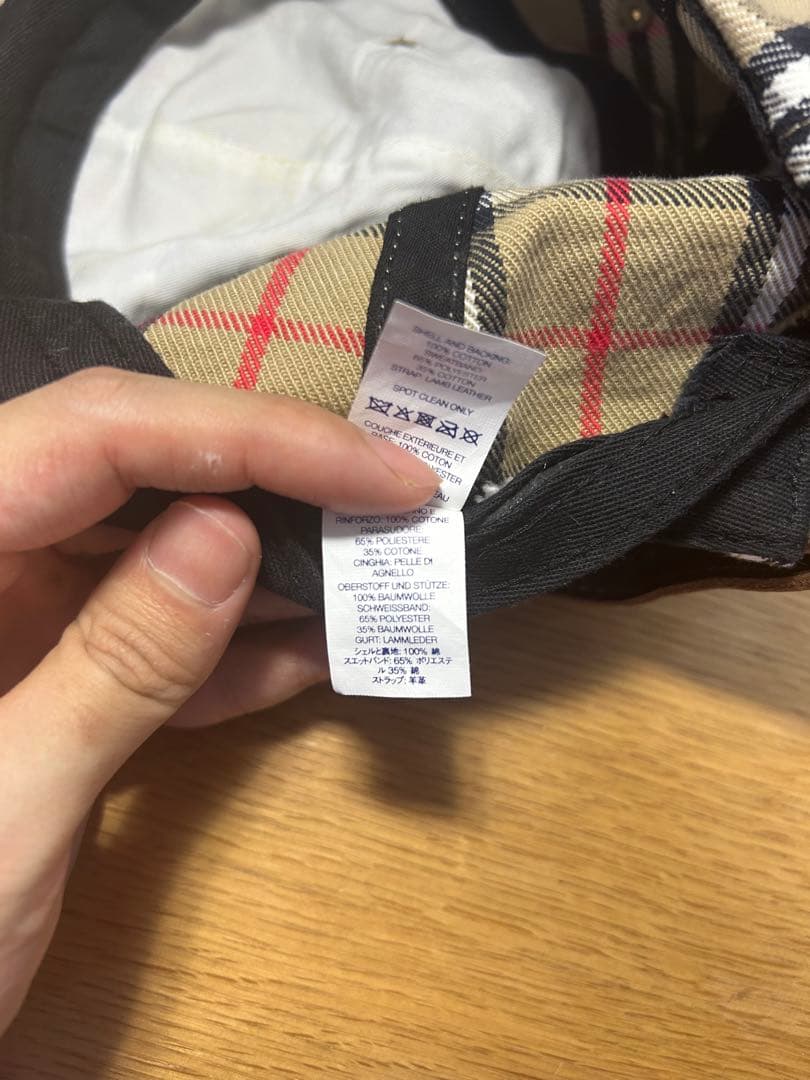 SHELL AND BACKING:
100% COTTON
SWEATBAND:
65% POLYESTER
35% COTTON
STRAP: LAMB LEATHER
SPOT CLEAN ONLY
COUCHE EXTÉRIEURE ET
BASE: 100% COTON
RINFORZO: 100% COTONE
PARASUDORE:
65% POLIESTERE
35% COTONE
CINGHIA: PELLE DI
AGNELLO
OBERSTOFF UND STÜTZE:
100% BAUMWOLLE
SCHWEISSBAND:
65% POLYESTER
35% BAUMWOLLE
GURT: LAMMLEDER
シェルと裏地: 100% 綿
スエットバンド: 65% ポリエステ
ル 35% 綿
ストラップ: 羊革